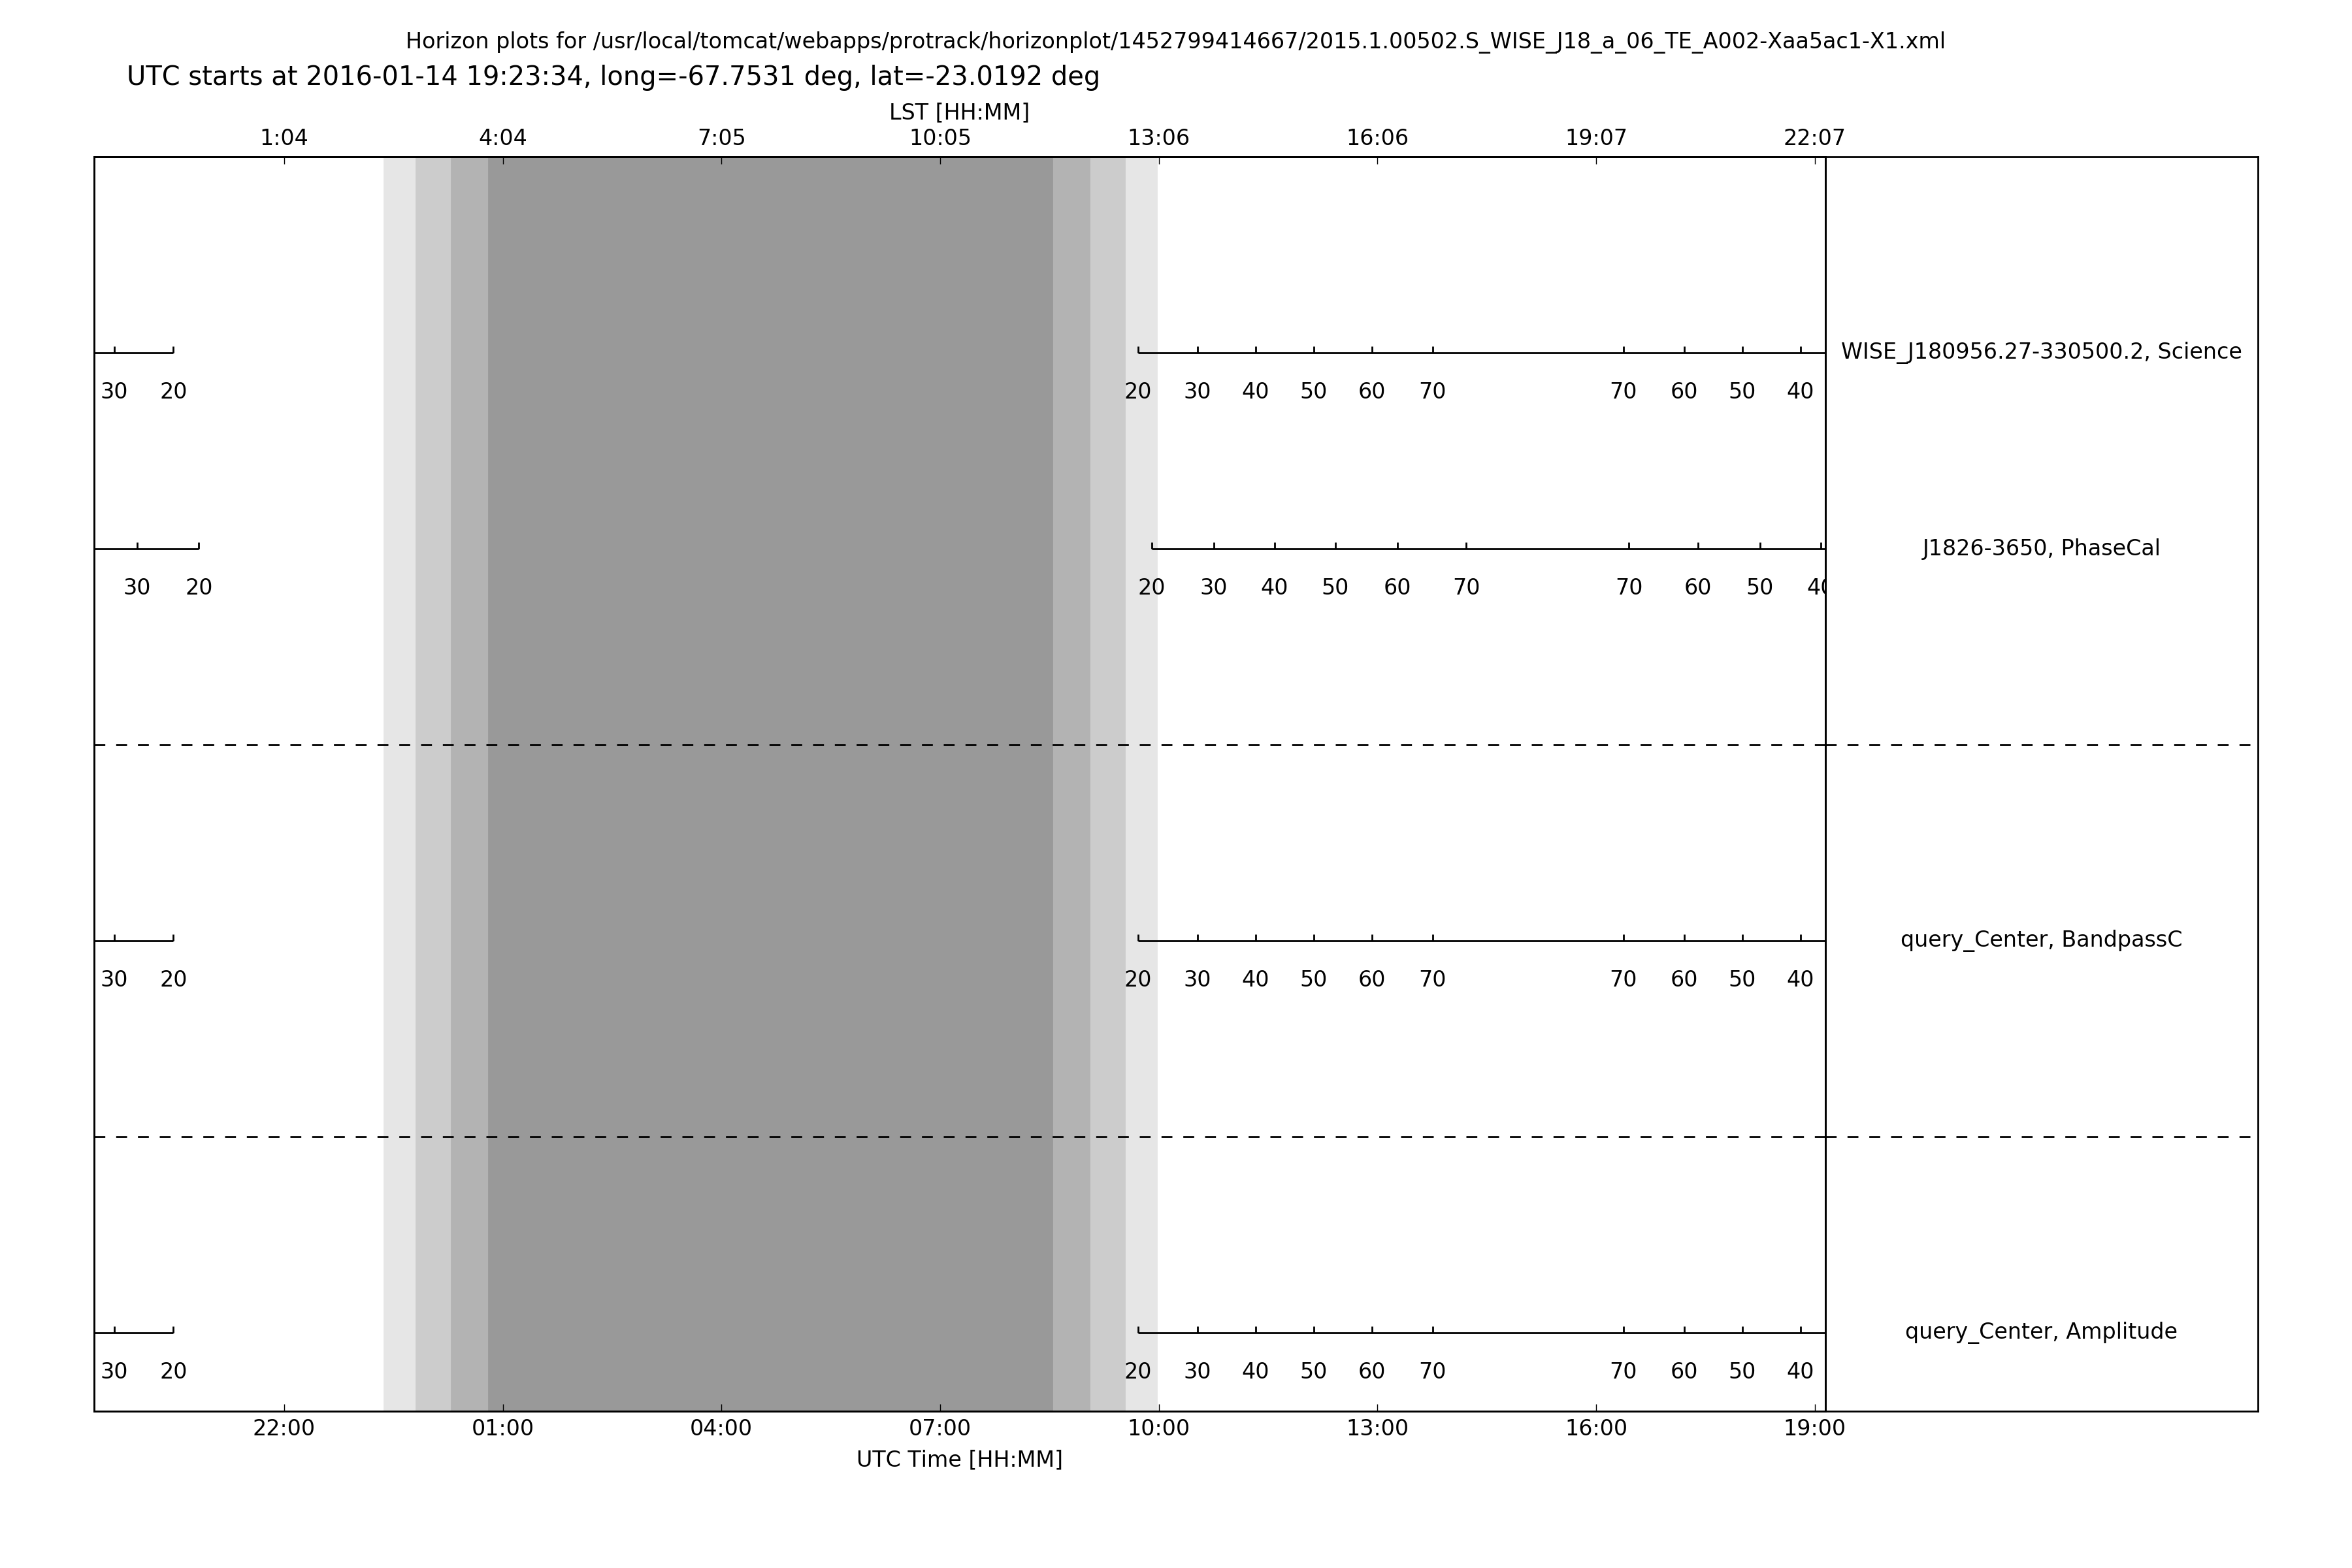 Horizon plots for /usr/local/tomcat/webapps/protrack/horizonplot/1452799414667/2015.1.00502.S_WISE_J18_a_06_TE_A002-Xaa5ac1-X1.xml
UTC starts at 2016-01-14 19:23:34, long=-67.7531 deg, lat=-23.0192 deg
LST [HH:MM]
1:04 4:04 7:05 10:05 13:06 16:06 19:07 22:07
WISE_J180956.27-330500.2, Science
30 20 20 30 40 50 60 70 70 60 50 40
J1826-3650, PhaseCal
30 20 20 30 40 50 60 70 70 60 50 40
query_Center, BandpassC
30 20 20 30 40 50 60 70 70 60 50 40
query_Center, Amplitude
30 20 20 30 40 50 60 70 70 60 50 40
22:00 01:00 04:00 07:00 10:00 13:00 16:00 19:00
UTC Time [HH:MM]